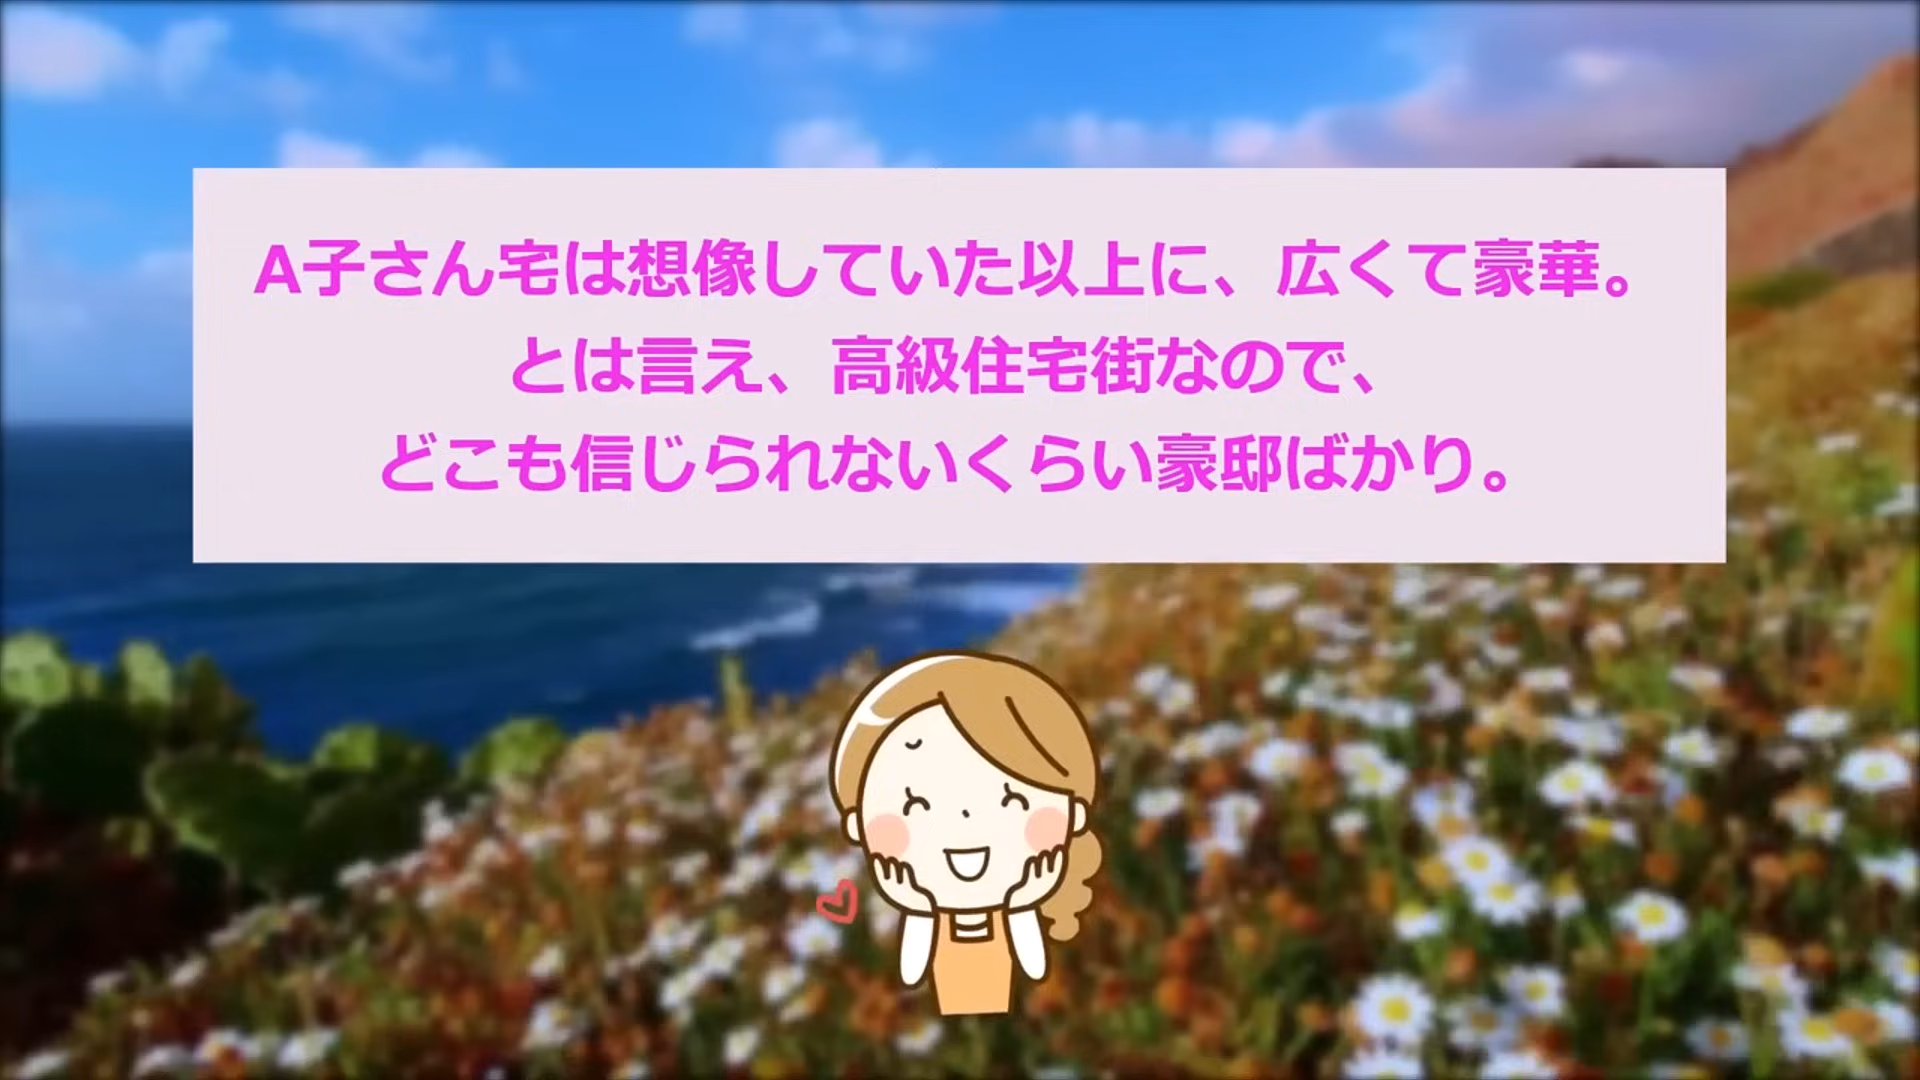 A子さん宅は想像していた以上に、広くて豪華。
とは言え、高級住宅街なので、
どこも信じられないくらい豪邸ばかり。